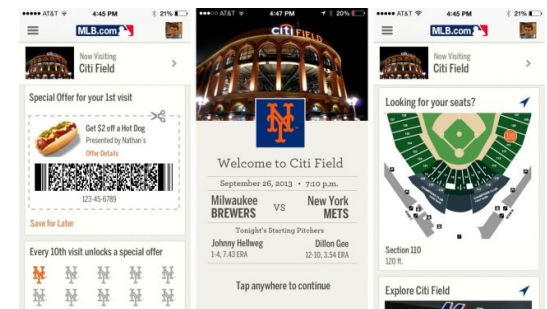 AT&T 4:45 PM 21%
MLB.com
Now Visiting
Citi Field
Special Offer for your 1st visit
Get $2 off a Hot Dog
Presented by Nathan's
Offer Details
123-45-6789
Save for Later
Every 10th visit unlocks a special offer
AT&T 4:47 PM 20%
citi FIELD
Welcome to Citi Field
September 26, 2013 • 7:10 p.m.
Milwaukee
BREWERS
VS
New York
METS
Tonight's Starting Pitchers
Johnny Hellweg
1-4, 7.43 ERA
Dillon Gee
12-10, 3.54 ERA
Tap anywhere to continue
AT&T 4:45 PM 21%
MLB.com
Now Visiting
Citi Field
Looking for your seats?
110
Section 110
120 ft.
Explore Citi Field